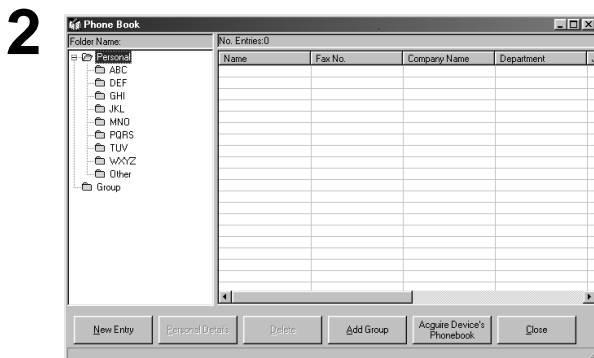 2
Phone Book
Folder Name:
No. Entries:0
Personal
ABC
DEF
GHI
JKL
MNO
PQRS
TUV
WXYZ
Other
Group
Name Fax No. Company Name Department
New Entry Personal Details Delete Add Group Acquire Device's Phonebook Close